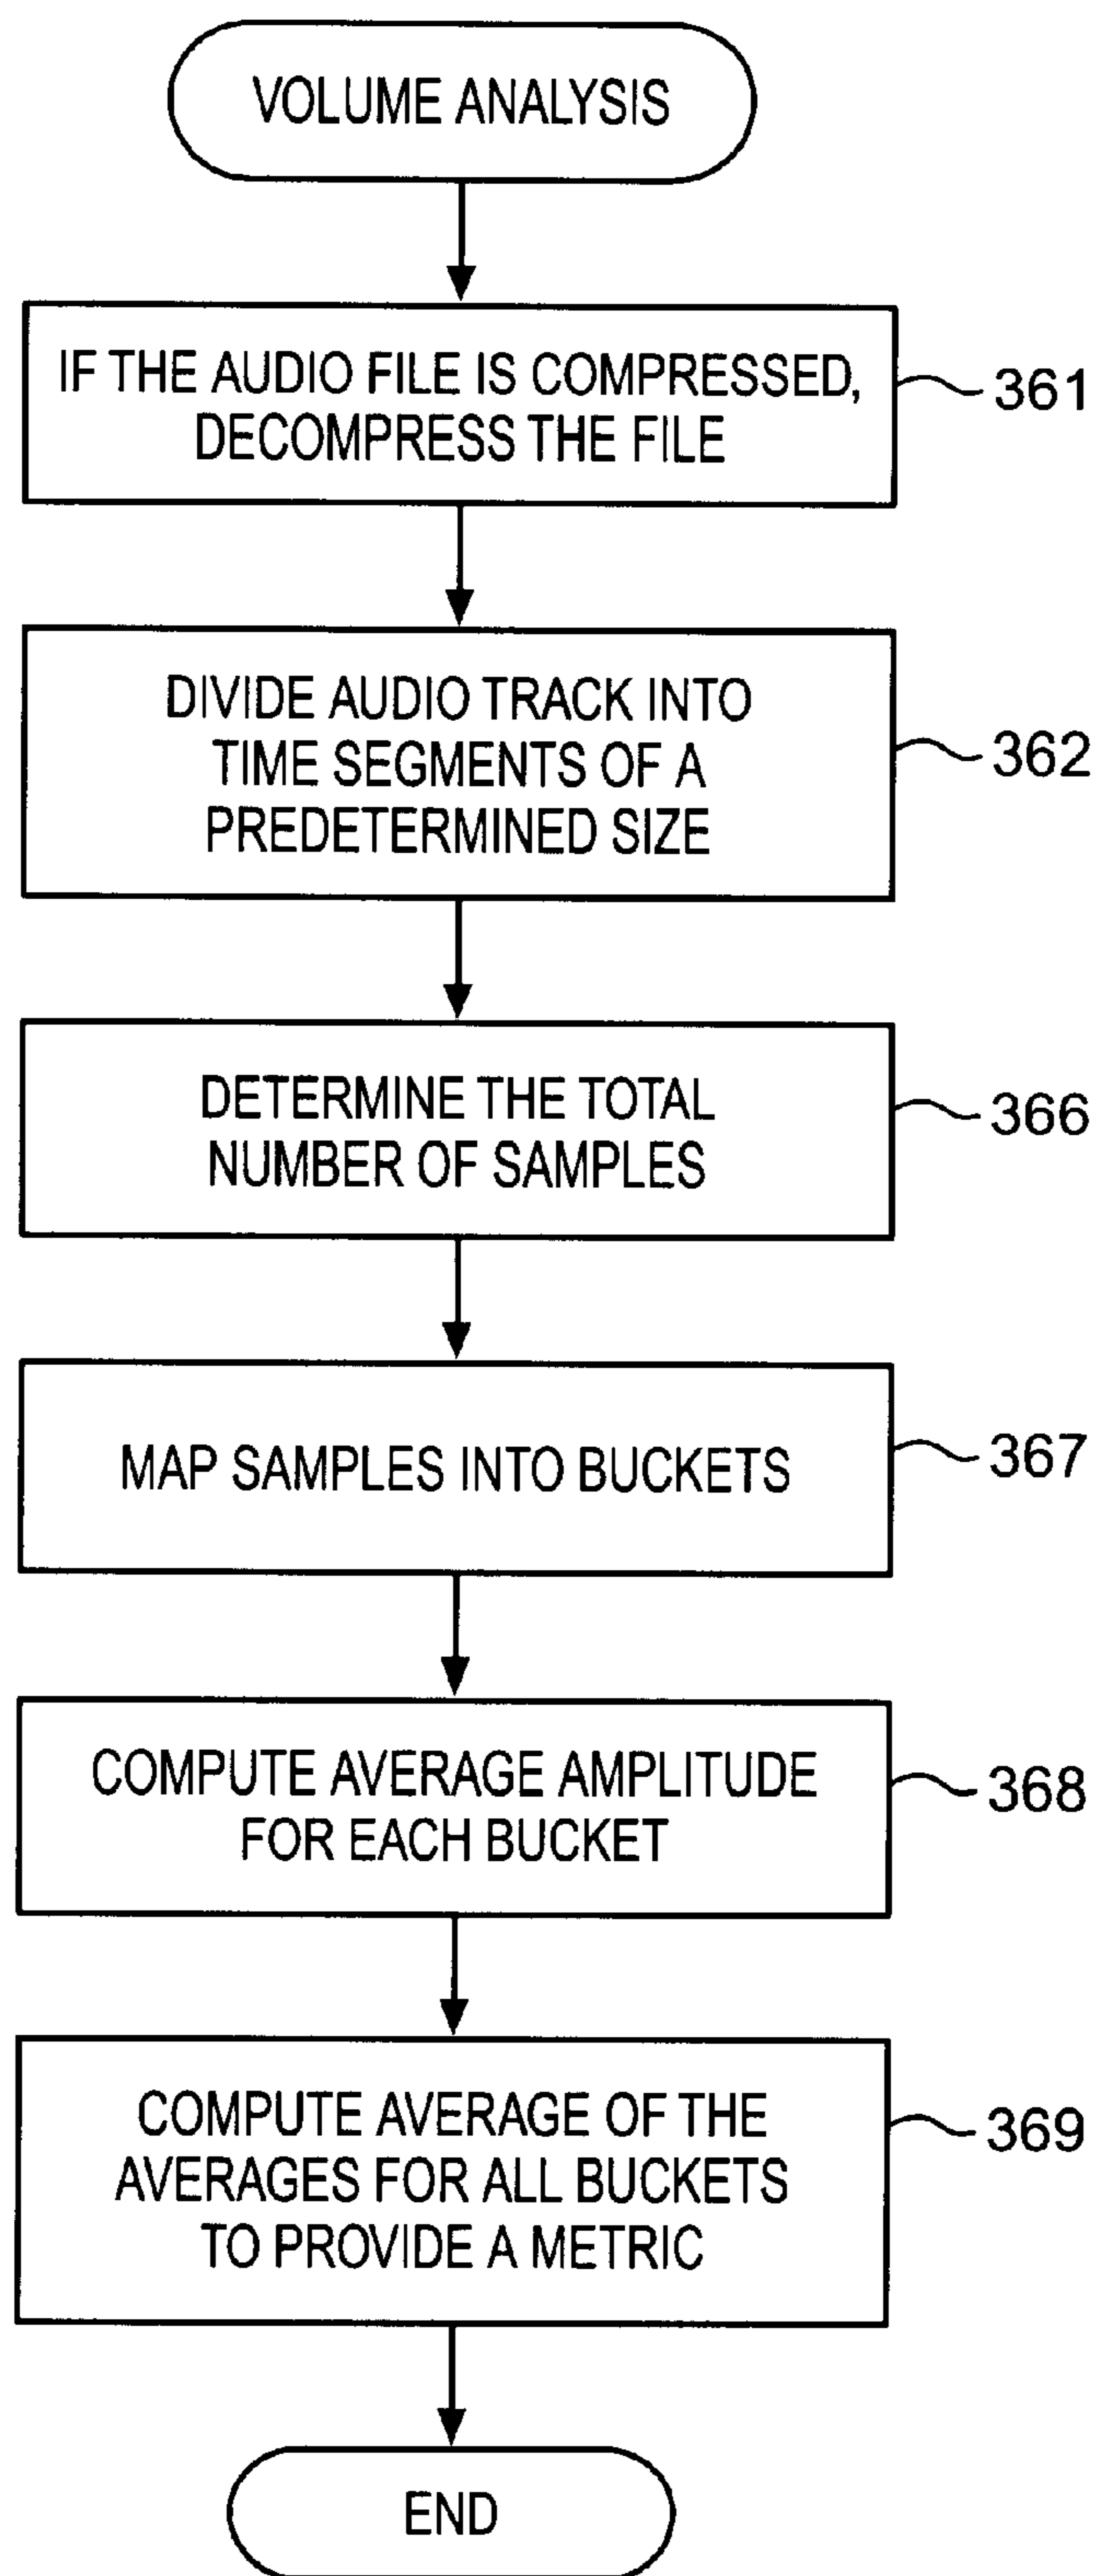 VOLUME ANALYSIS
IF THE AUDIO FILE IS COMPRESSED,
DECOMPRESS THE FILE
361
DIVIDE AUDIO TRACK INTO
TIME SEGMENTS OF A
PREDETERMINED SIZE
362
DETERMINE THE TOTAL
NUMBER OF SAMPLES
366
MAP SAMPLES INTO BUCKETS
367
COMPUTE AVERAGE AMPLITUDE
FOR EACH BUCKET
368
COMPUTE AVERAGE OF THE
AVERAGES FOR ALL BUCKETS
TO PROVIDE A METRIC
369
END